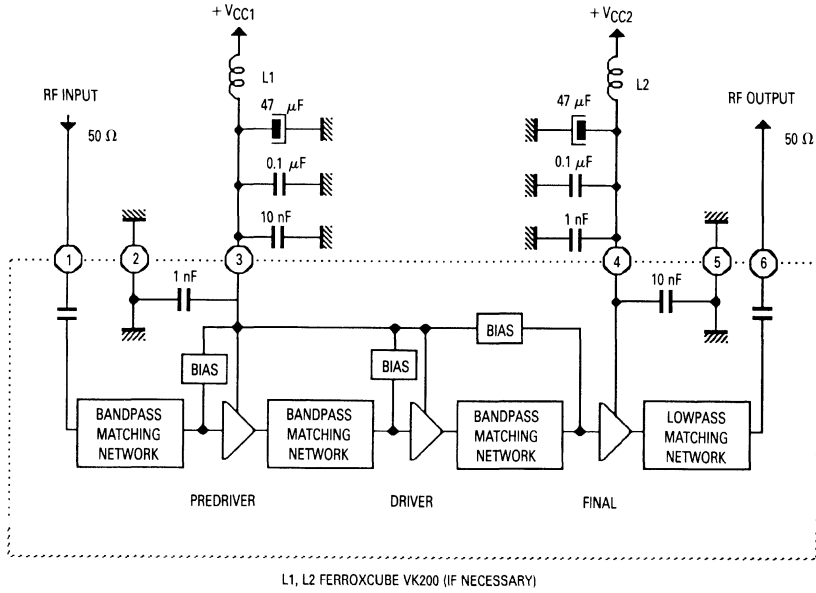 + VCC1
+ VCC2
L1
L2
RF INPUT
RF OUTPUT
50 Ω
50 Ω
47 μF
47 μF
0.1 μF
0.1 μF
10 nF
1 nF
1
2
3
4
5
6
1 nF
10 nF
BIAS
BIAS
BIAS
BANDPASS
MATCHING
NETWORK
BANDPASS
MATCHING
NETWORK
BANDPASS
MATCHING
NETWORK
LOWPASS
MATCHING
NETWORK
PREDRIVER
DRIVER
FINAL
L1, L2 FERROXCUBE VK200 (IF NECESSARY)